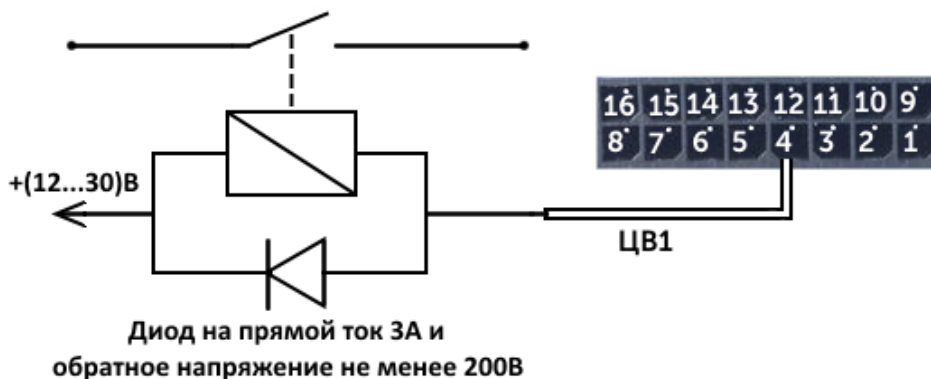 16 15 14 13 12 11 10 9
8 7 6 5 4 3 2 1
+(12...30)В
ЦВ1
Диод на прямой ток 3А и
обратное напряжение не менее 200В